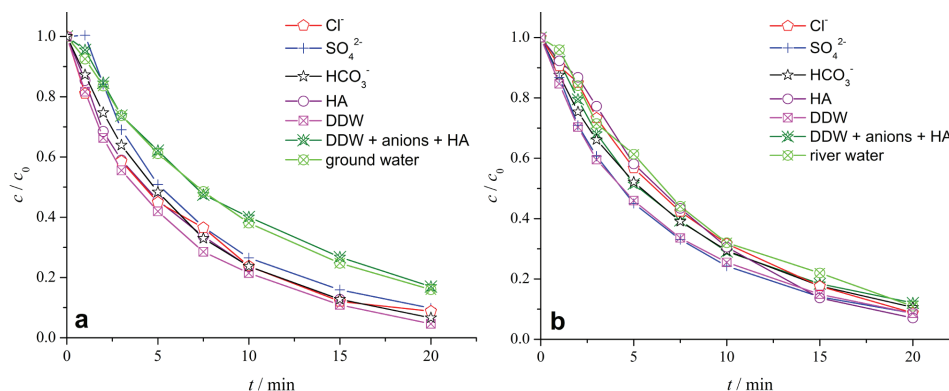 a
Cl⁻
SO₄²⁻
HCO₃⁻
HA
DDW
DDW + anions + HA
ground water
1.0
0.8
0.6
0.4
0.2
0.0
c / c₀
0 5 10 15 20
t / min
b
Cl⁻
SO₄²⁻
HCO₃⁻
HA
DDW
DDW + anions + HA
river water
1.0
0.8
0.6
0.4
0.2
0.0
c / c₀
0 5 10 15 20
t / min